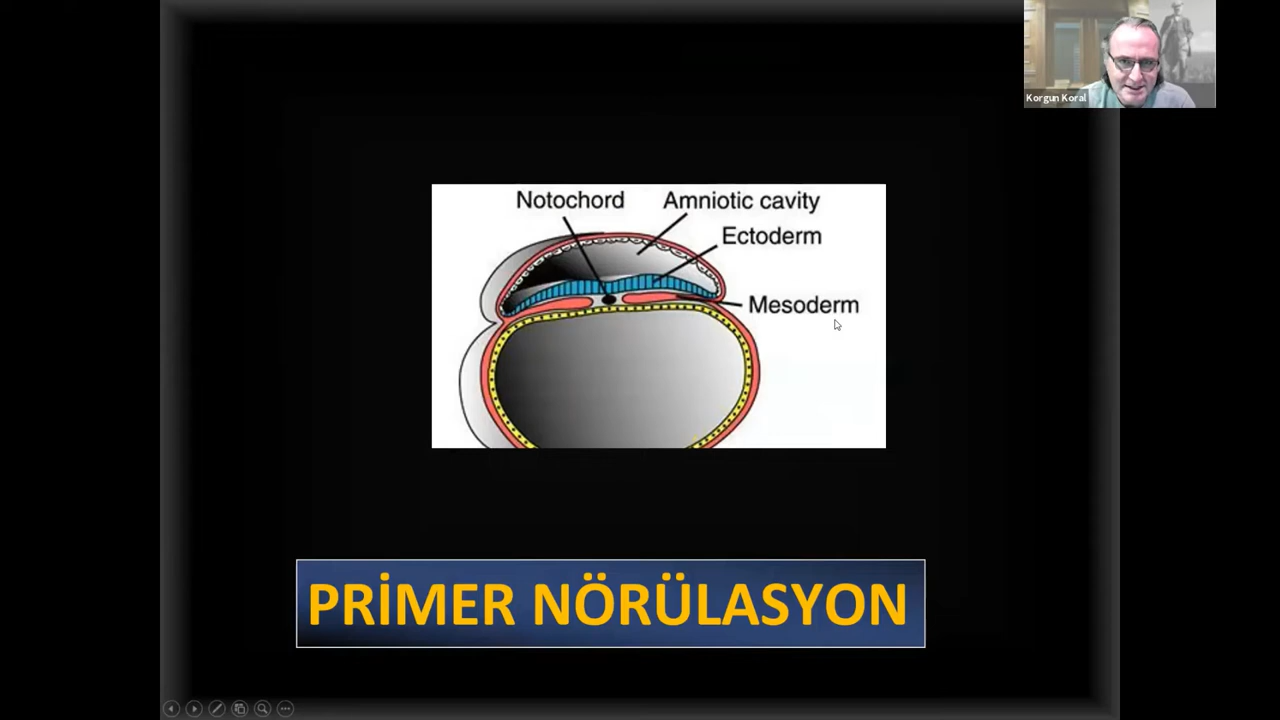 Korgun Koral
Notochord Amniotic cavity
Ectoderm
Mesoderm
PRİMER NÖRÜLASYON